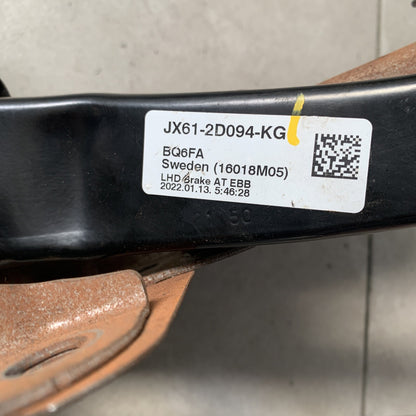 JX61-2D094-KG
BQ6FA
Sweden (16018M05)
LHD Brake AT EBB
2022.01.13. 5:46:28